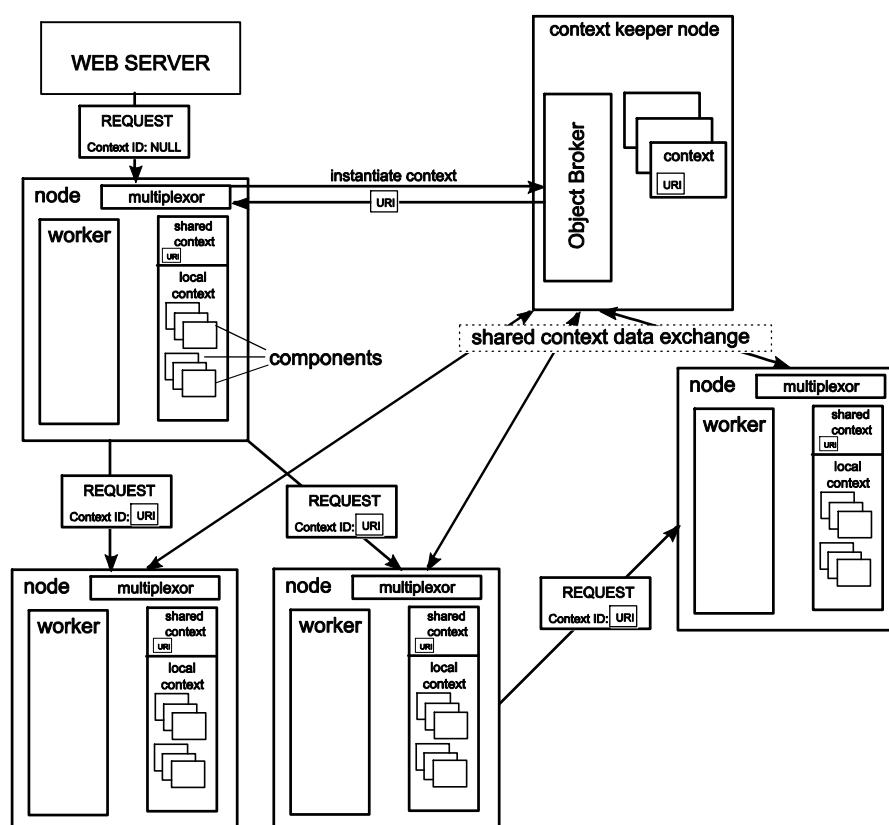 WEB SERVER
REQUEST
Context ID: NULL
context keeper node
Object Broker
context
URI
instantiate context
URI
node
multiplexor
worker
shared
context
URI
local
context
components
shared context data exchange
node
multiplexor
worker
shared
context
URI
local
context
REQUEST
Context ID: URI
REQUEST
Context ID: URI
node
multiplexor
worker
shared
context
URI
local
context
node
multiplexor
worker
shared
context
URI
local
context
REQUEST
Context ID: URI